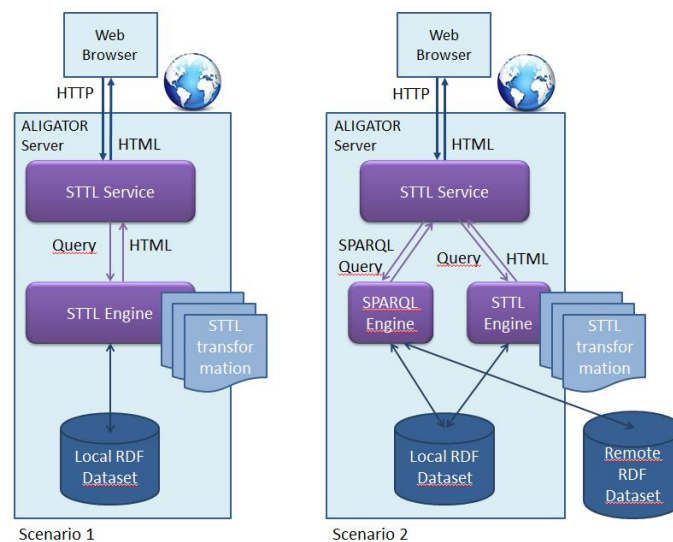 Web
Browser
HTTP
ALIGATOR
Server
HTML
STTL Service
Query
HTML
STTL Engine
STTL
transfor
mation
Local RDF
Dataset
Scenario 1
Web
Browser
HTTP
ALIGATOR
Server
HTML
STTL Service
SPARQL
Query
Query
HTML
SPARQL
Engine
STTL
Engine
STTL
transfor
mation
Local RDF
Dataset
Remote
RDF
Dataset
Scenario 2